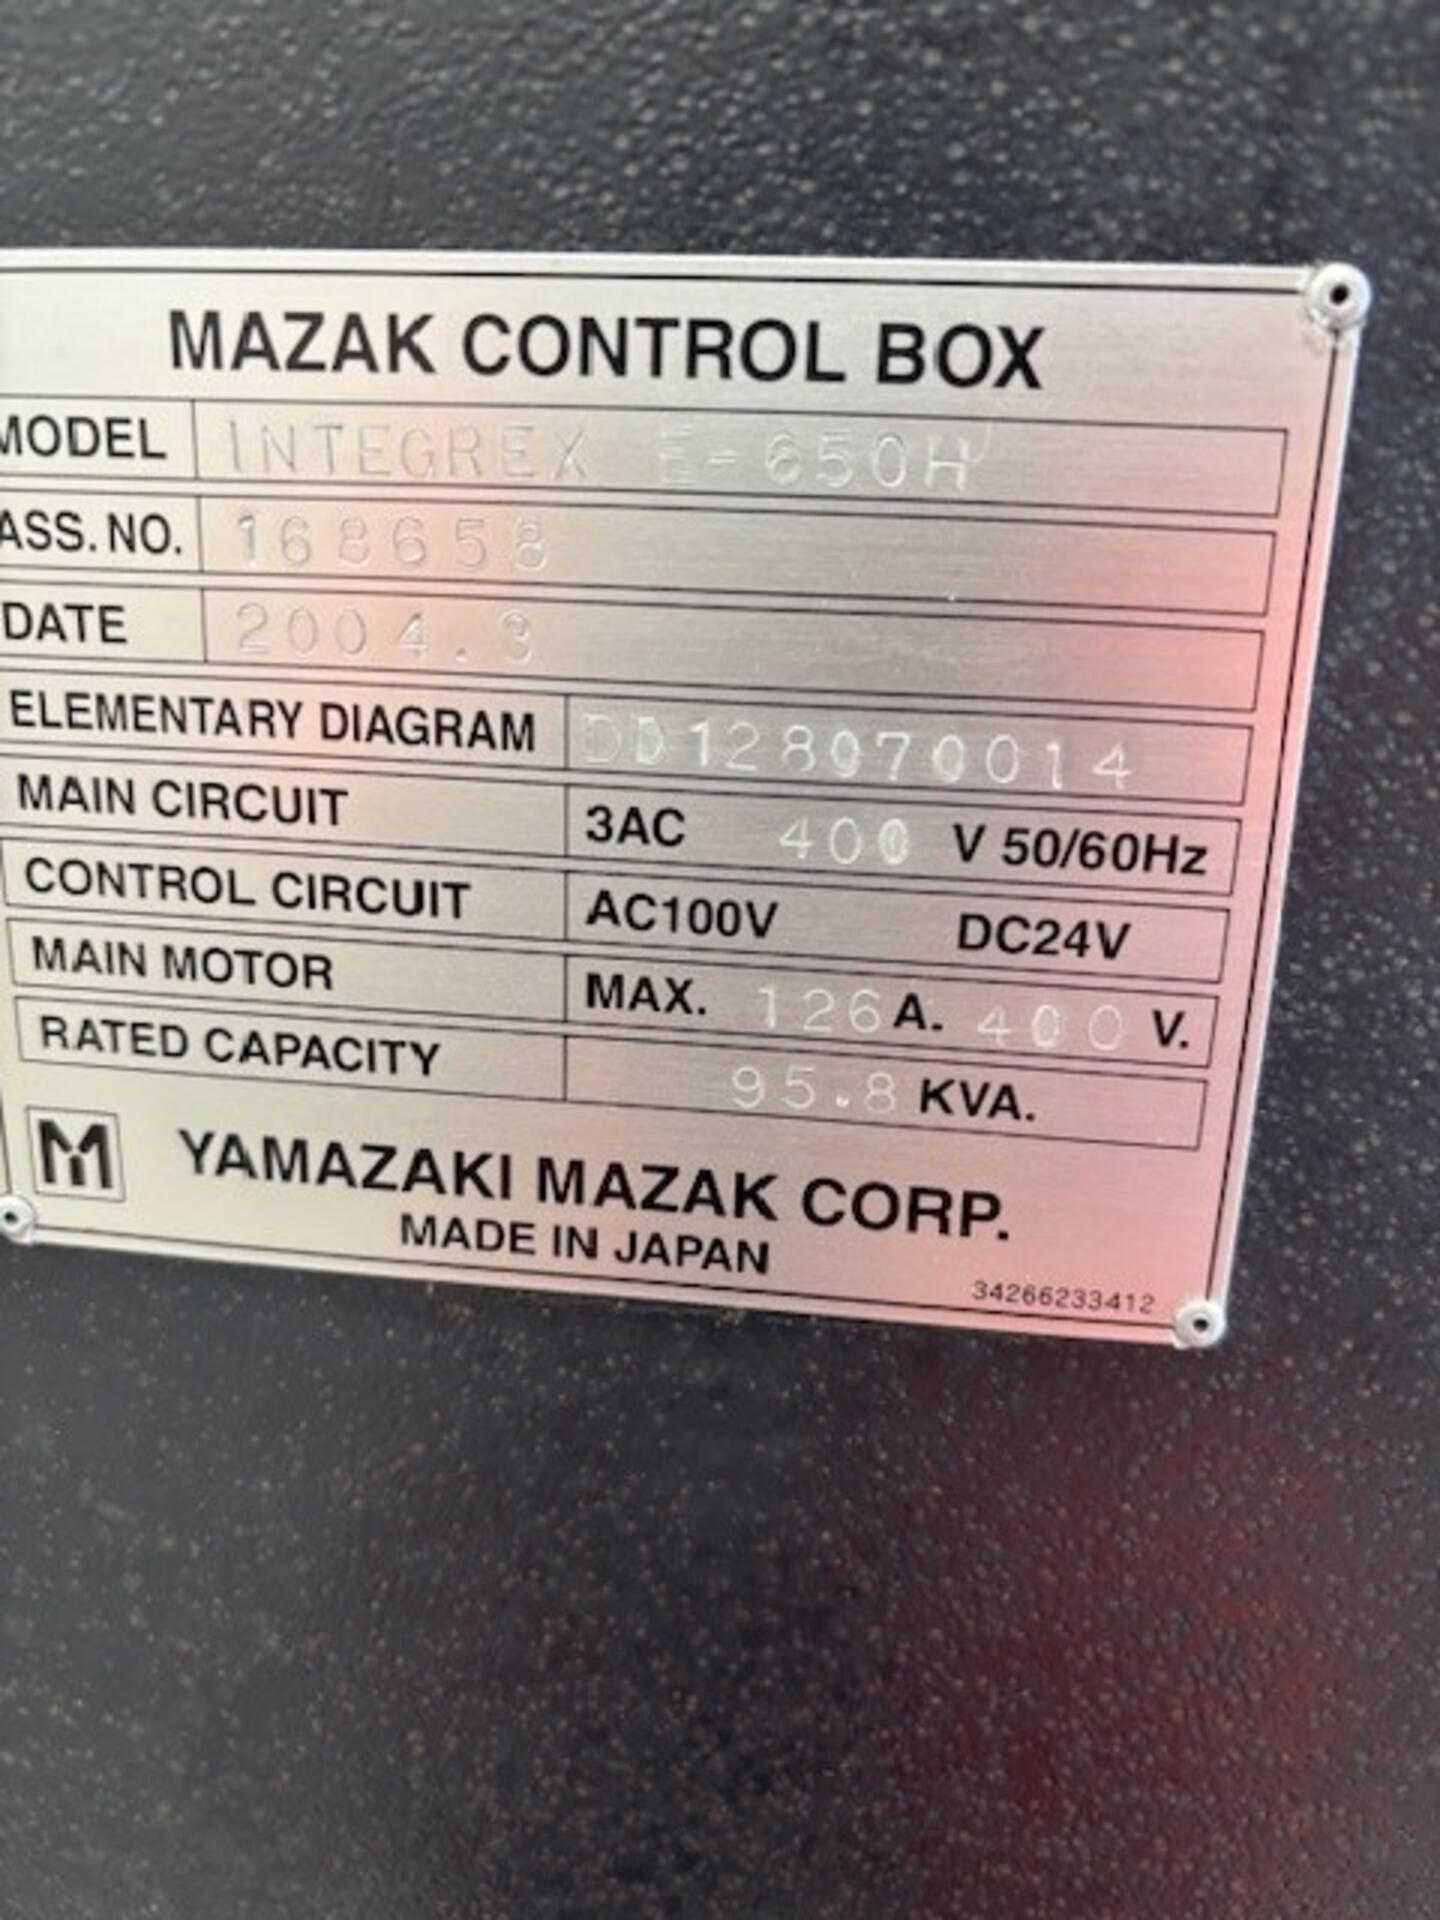 MAZAK CONTROL BOX
MODEL INTEGREX E-650H
ASS. NO. 168658
DATE 2004.3
ELEMENTARY DIAGRAM DD128070014
MAIN CIRCUIT 3AC 400 V 50/60Hz
CONTROL CIRCUIT AC100V DC24V
MAIN MOTOR MAX. 126 A. 400 V.
RATED CAPACITY 95.8 KVA.
YAMAZAKI MAZAK CORP.
MADE IN JAPAN
34266233412